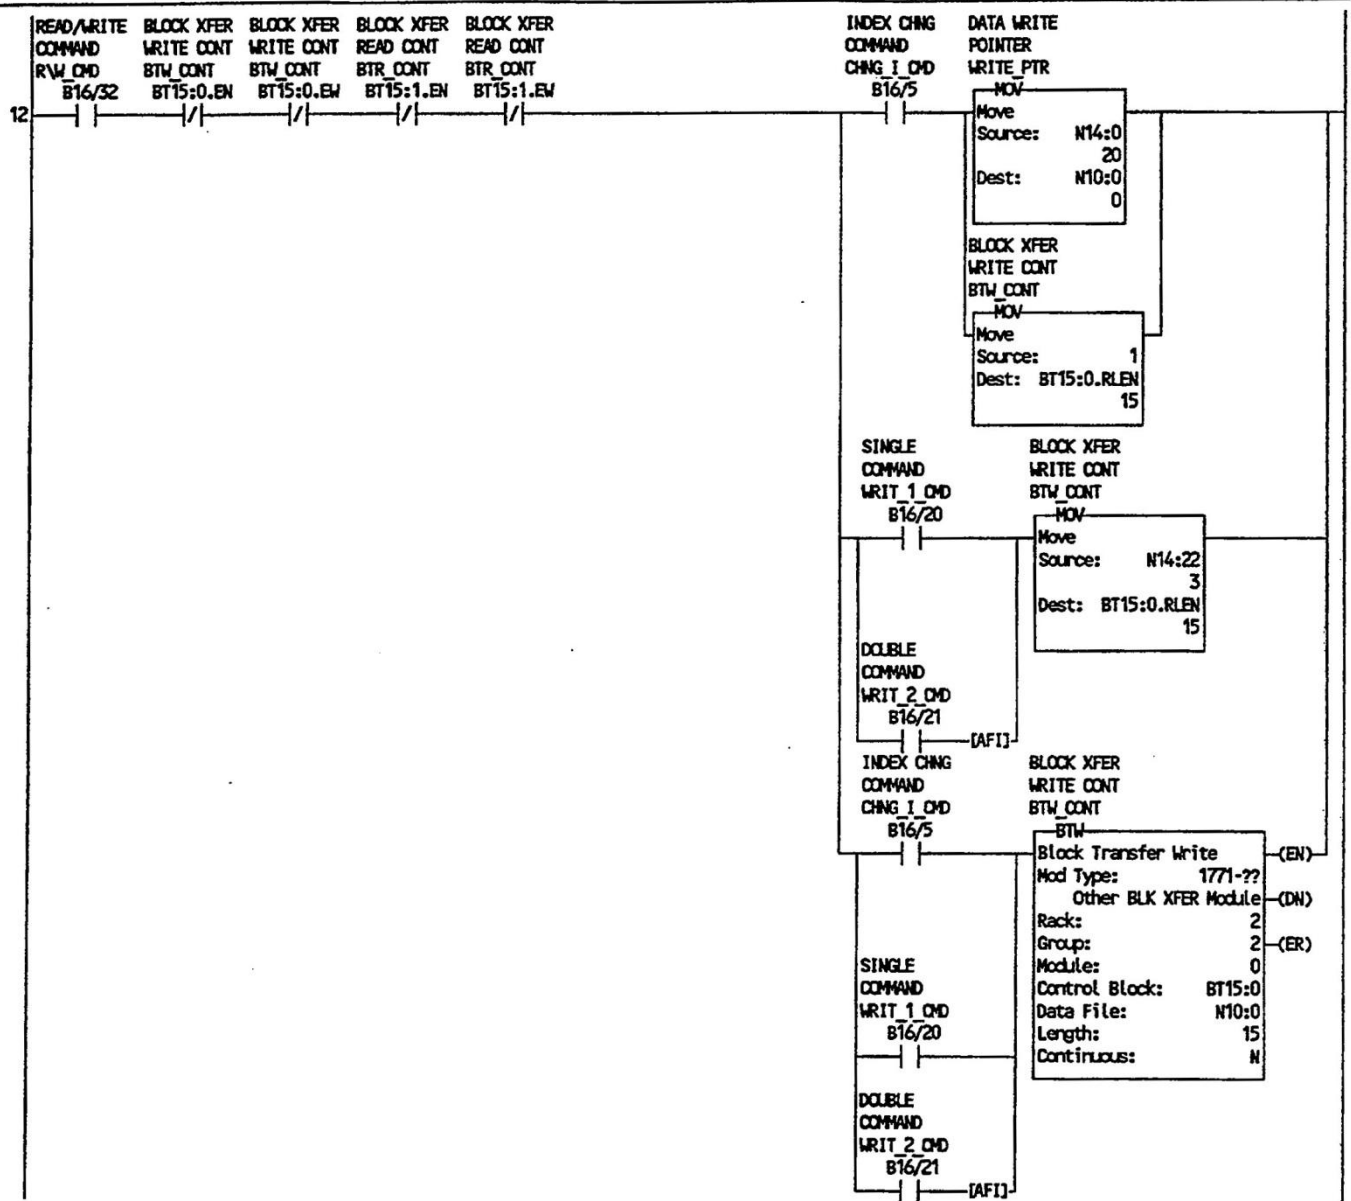 READ/WRITE BLOCK XFER BLOCK XFER BLOCK XFER BLOCK XFER
COMMAND WRITE CONT WRITE CONT READ CONT READ CONT
R\W_CMD BTW_CONT BTW_CONT BTR_CONT BTR_CONT
B16/32 BT15:0.EN BT15:0.EW BT15:1.EN BT15:1.EW
12
INDEX CHNG DATA WRITE
COMMAND POINTER
CHNG_I_CMD WRITE_PTR
B16/5 MOV
Move
Source: N14:0
20
Dest: N10:0
0
BLOCK XFER
WRITE CONT
BTW_CONT
MOV
Move
Source: 1
Dest: BT15:0.RLEN
15
SINGLE BLOCK XFER
COMMAND WRITE CONT
WRIT_1_CMD BTW_CONT
B16/20 MOV
Move
Source: N14:22
3
Dest: BT15:0.RLEN
15
DOUBLE
COMMAND
WRIT_2_CMD
B16/21
[AFI]
INDEX CHNG BLOCK XFER
COMMAND WRITE CONT
CHNG_I_CMD BTW_CONT
B16/5 BTW
Block Transfer Write (EN)
Mod Type: 1771-??
Other BLK XFER Module (DN)
Rack: 2
Group: 2 (ER)
Module: 0
Control Block: BT15:0
Data File: N10:0
Length: 15
Continuous: N
SINGLE
COMMAND
WRIT_1_CMD
B16/20
DOUBLE
COMMAND
WRIT_2_CMD
B16/21
[AFI]